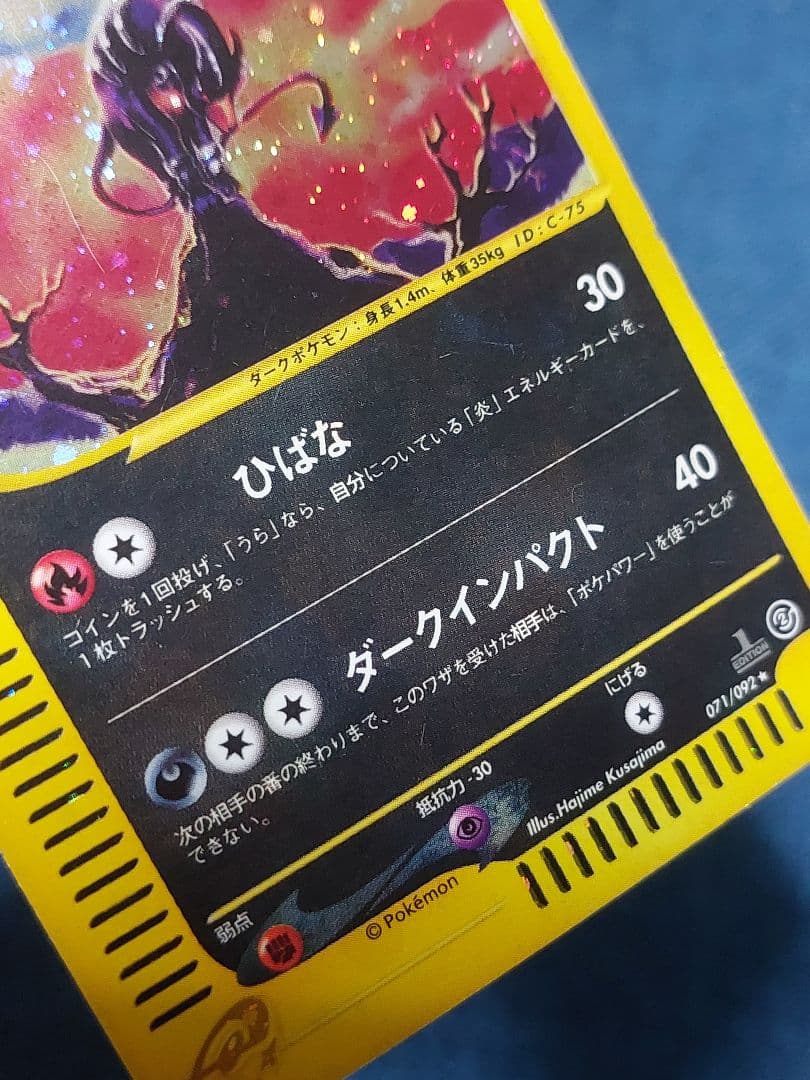 ダークポケモン：身長1.4m、体重35kg ID：C-75
ひばな 30
コインを1回投げ、「うら」なら、自分についている「炎」エネルギーカードを、
1枚トラッシュする。
ダークインパクト 40
次の相手の番の終わりまで、このワザを受けた相手は、「ポケパワー」を使うことが
できない。
弱点
抵抗力 -30
にげる
1 EDITION
2
Illus.Hajime Kusajima
071/092★
©Pokémon